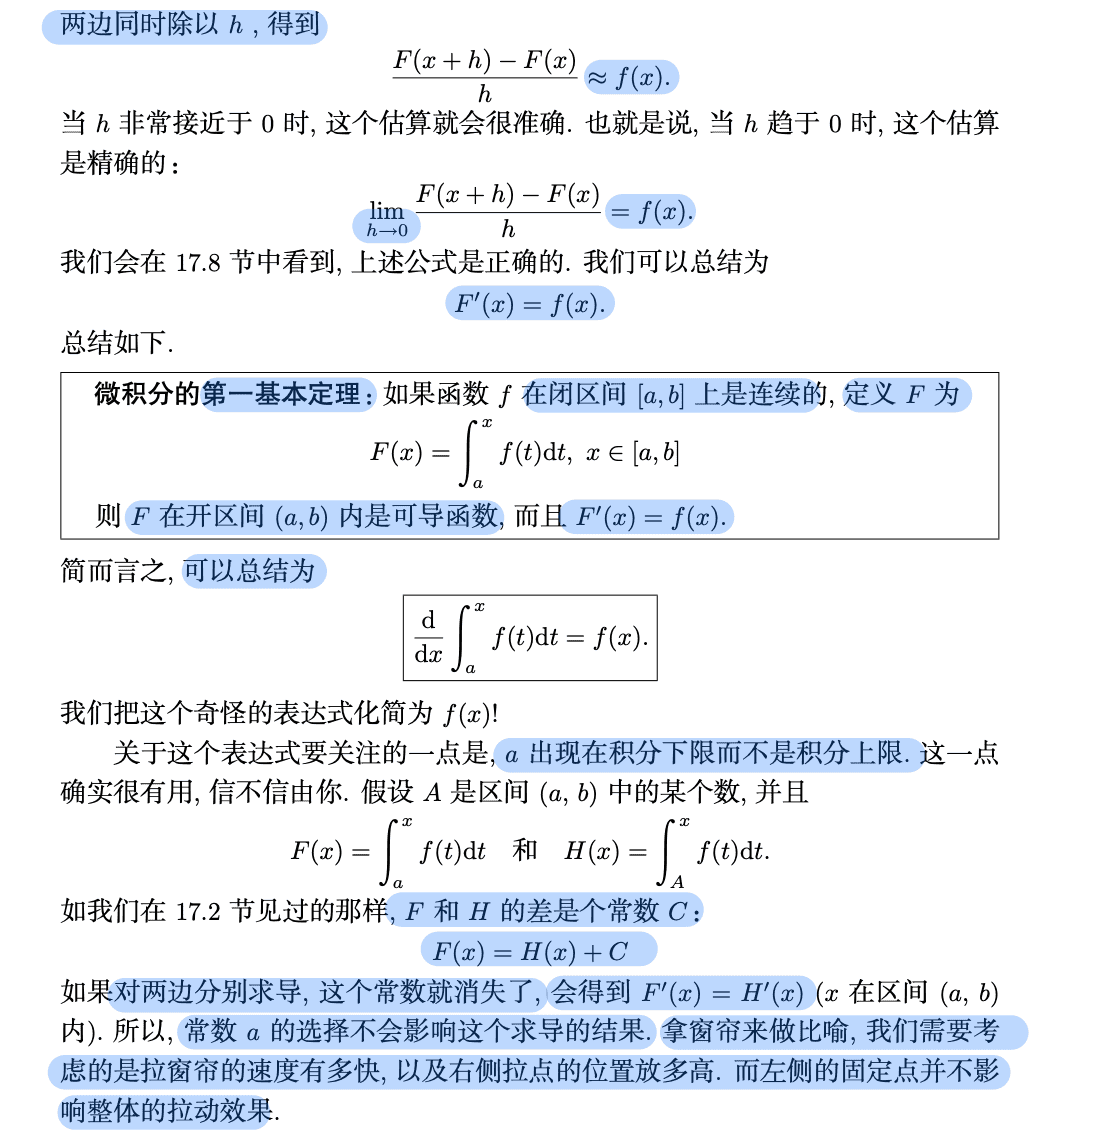 两边同时除以 h , 得到
\frac{F(x + h) − F(x)}{h} ≈ f(x).
当 h 非常接近于 0 时, 这个估算就会很准确. 也就是说, 当 h 趋于 0 时, 这个估算
是精确的：
\lim_{h→0} \frac{F(x + h) − F(x)}{h} = f(x).
我们会在 17.8 节中看到, 上述公式是正确的. 我们可以总结为
F′(x) = f(x).
总结如下.
微积分的第一基本定理：如果函数 f 在闭区间 [a, b] 上是连续的, 定义 F 为
F(x) = \int_a^x f(t)dt, x ∈ [a, b]
则 F 在开区间 (a, b) 内是可导函数, 而且 F′(x) = f(x).
简而言之, 可以总结为
\frac{d}{dx} \int_a^x f(t)dt = f(x).
我们把这个奇怪的表达式化简为 f(x)!
关于这个表达式要关注的一点是, a 出现在积分下限而不是积分上限. 这一点
确实很有用, 信不信由你. 假设 A 是区间 (a, b) 中的某个数, 并且
F(x) = \int_a^x f(t)dt 和 H(x) = \int_A^x f(t)dt.
如我们在 17.2 节见过的那样, F 和 H 的差是个常数 C：
F(x) = H(x) + C
如果对两边分别求导, 这个常数就消失了, 会得到 F′(x) = H′(x) (x 在区间 (a, b)
内). 所以, 常数 a 的选择不会影响这个求导的结果. 拿窗帘来做比喻, 我们需要考
虑的是拉窗帘的速度有多快, 以及右侧拉点的位置放多高. 而左侧的固定点并不影
响整体的拉动效果.